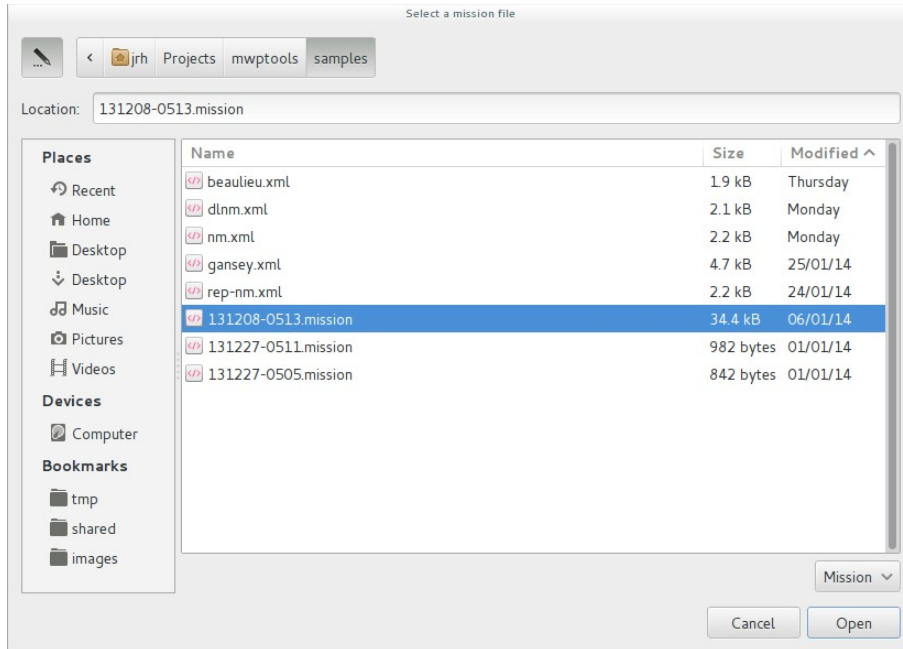 Select a mission file
< jrh Projects mwptools samples
Location: 131208-0513.mission
Places
Recent
Home
Desktop
Desktop
Music
Pictures
Videos
Devices
Computer
Bookmarks
tmp
shared
images
Name Size Modified
beaulieu.xml 1.9 kB Thursday
dlnm.xml 2.1 kB Monday
nm.xml 2.2 kB Monday
gansey.xml 4.7 kB 25/01/14
rep-nm.xml 2.2 kB 24/01/14
131208-0513.mission 34.4 kB 06/01/14
131227-0511.mission 982 bytes 01/01/14
131227-0505.mission 842 bytes 01/01/14
Mission
Cancel Open